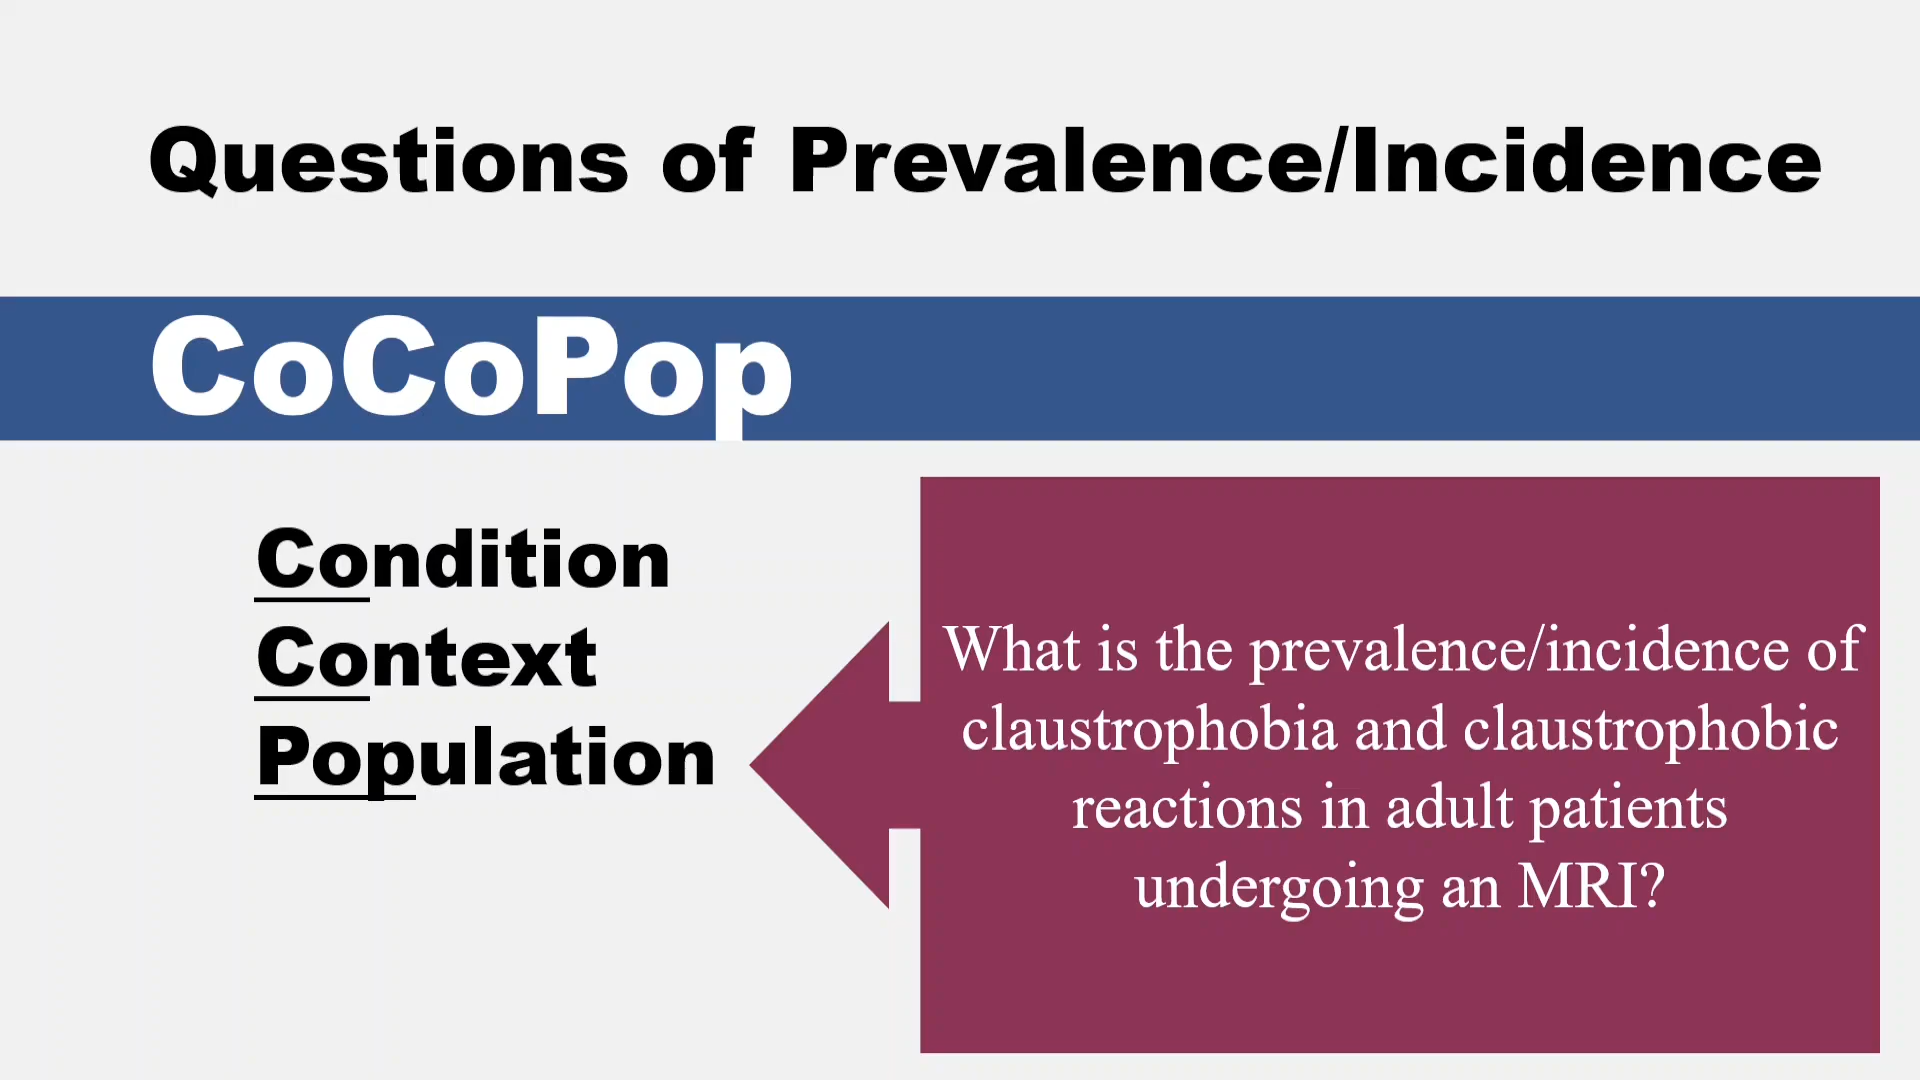 Questions of Prevalence/Incidence
CoCoPop
Condition
Context
Population
What is the prevalence/incidence of
claustrophobia and claustrophobic
reactions in adult patients
undergoing an MRI?